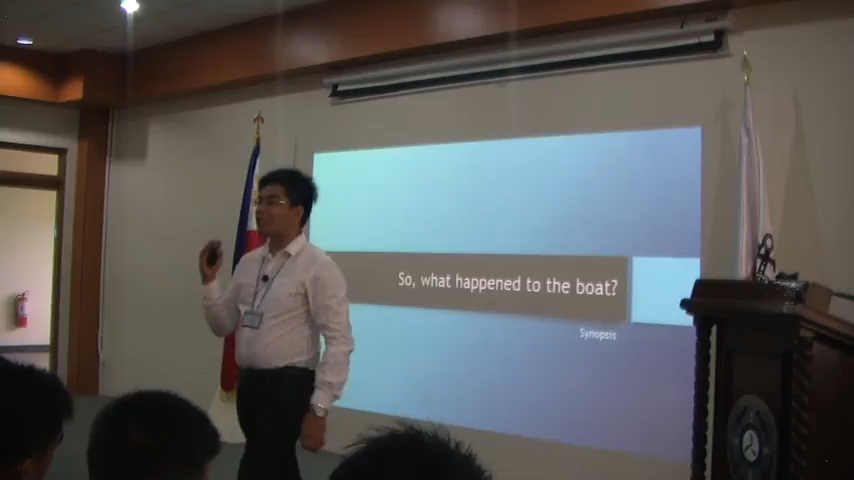 So, what happened to the boat?
Synopsis